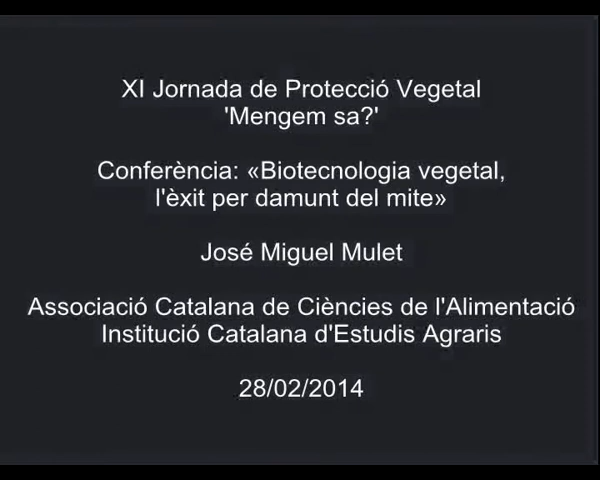 XI Jornada de Protecció Vegetal
'Mengem sa?'
Conferència: «Biotecnologia vegetal,
l'èxit per damunt del mite»
José Miguel Mulet
Associació Catalana de Ciències de l'Alimentació
Institució Catalana d'Estudis Agraris
28/02/2014